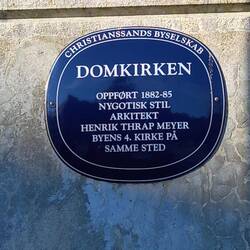 CHRISTIANSSANDS BYSELSKAB
DOMKIRKEN
OPPFØRT 1882-85
NYGOTISK STIL
ARKITEKT
HENRIK THRAP MEYER
BYENS 4. KIRKE PÅ
SAMME STED